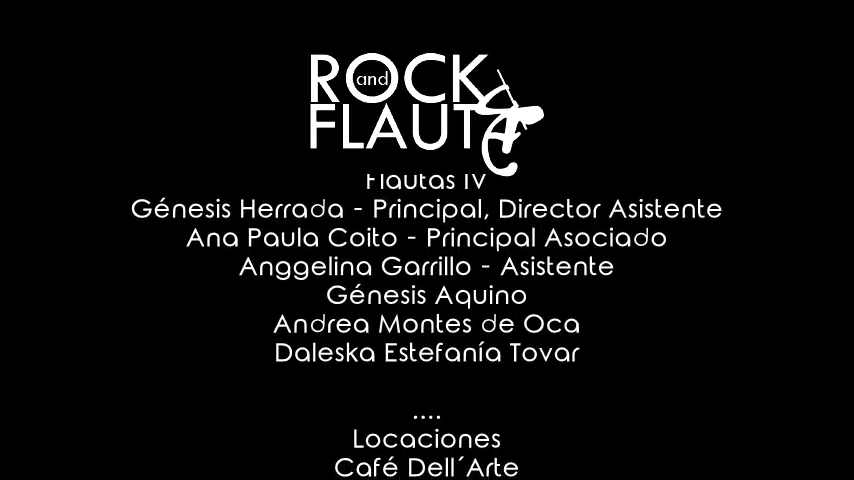 ROCK
and
FLAUTA
Flautas IV
Génesis Herrada - Principal, Director Asistente
Ana Paula Coito - Principal Asociado
Anggelina Garrillo - Asistente
Génesis Aquino
Andrea Montes de Oca
Daleska Estefanía Tovar
....
Locaciones
Café Dell´Arte